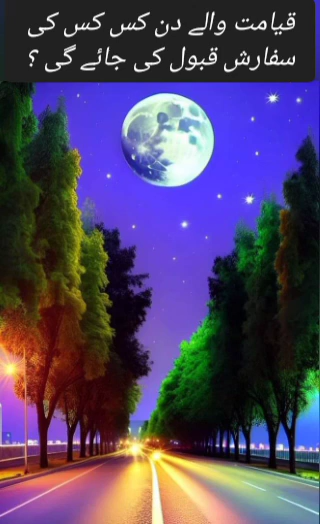 قیامت والے دن کس کس کی
سفارش قبول کی جائے گی ؟